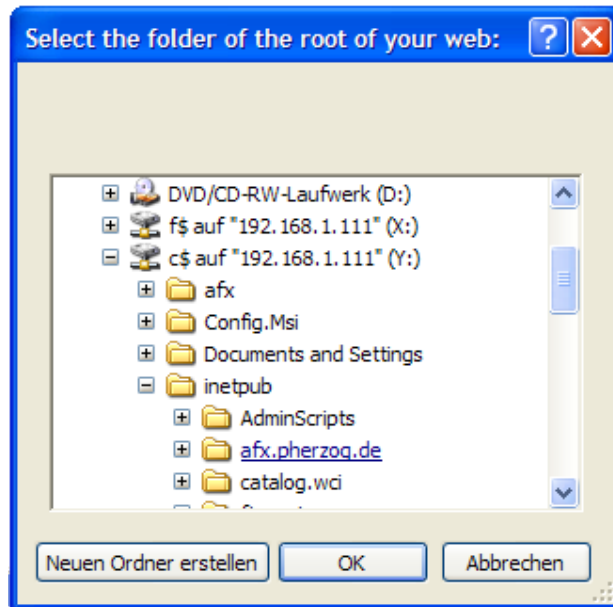 Select the folder of the root of your web:
DVD/CD-RW-Laufwerk (D:)
f$ auf "192.168.1.111" (X:)
c$ auf "192.168.1.111" (Y:)
afx
Config.Msi
Documents and Settings
inetpub
AdminScripts
afx.pherzog.de
catalog.wci
Neuen Ordner erstellen OK Abbrechen